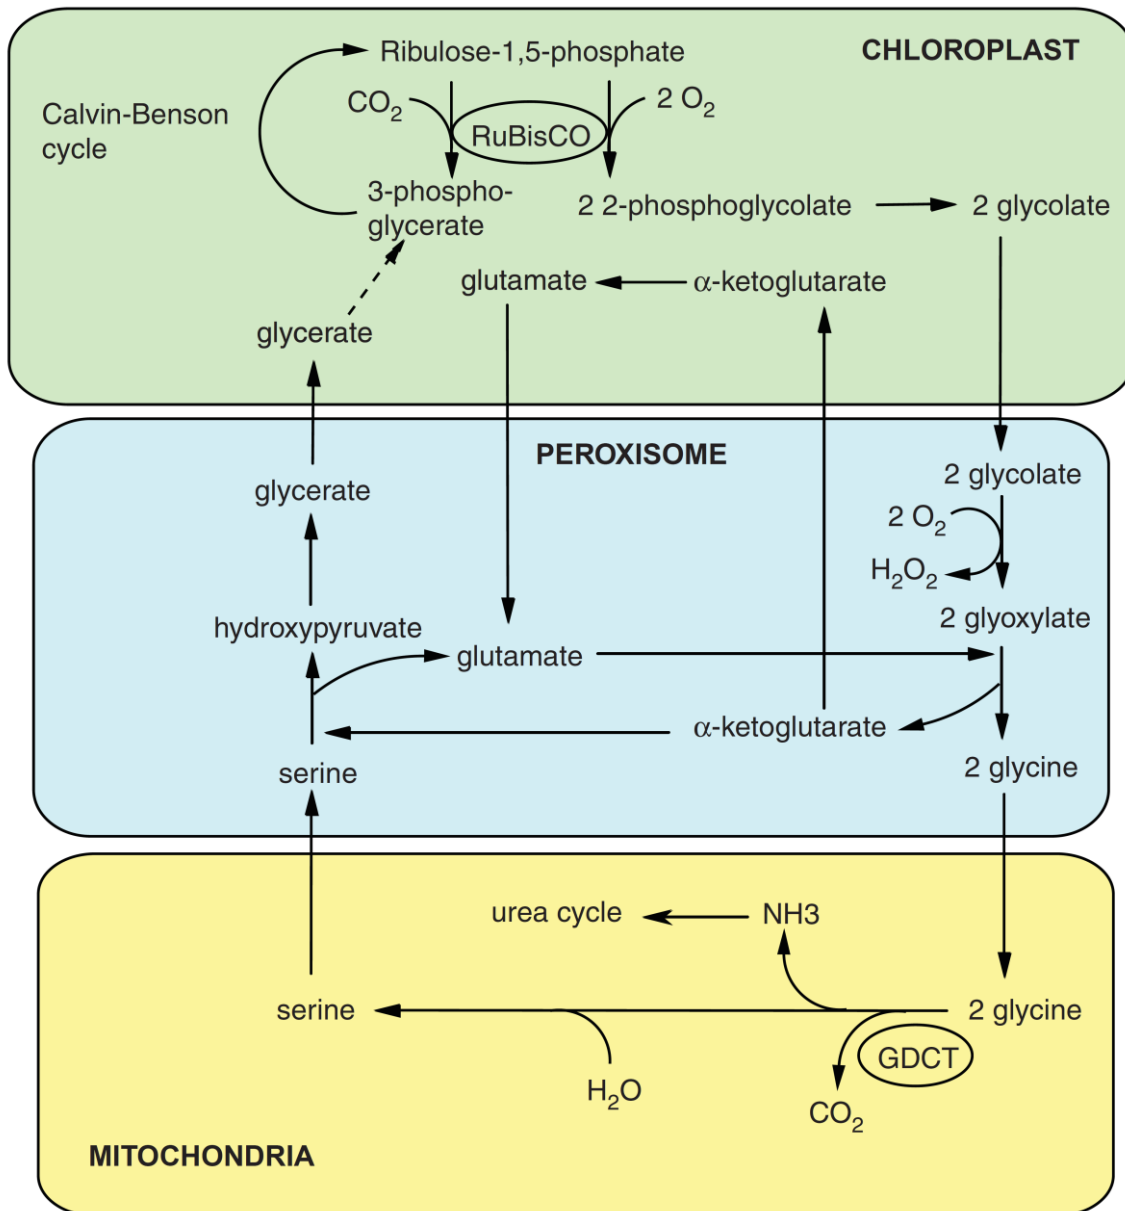 Ribulose-1,5-phosphate
CHLOROPLAST
CO₂
2 O₂
Calvin-Benson
cycle
RuBisCO
3-phospho-
glycerate
2 2-phosphoglycolate
2 glycolate
glutamate
α-ketoglutarate
glycerate
PEROXISOME
2 glycolate
glycerate
2 O₂
H₂O₂
hydroxypyruvate
2 glyoxylate
glutamate
α-ketoglutarate
serine
2 glycine
urea cycle
NH3
serine
2 glycine
GDCT
H₂O
CO₂
MITOCHONDRIA